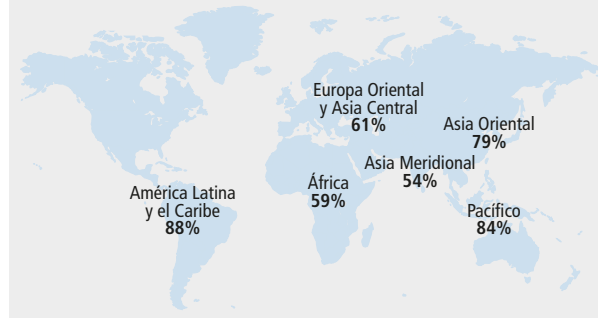 Europa Oriental
y Asia Central
61%
Asia Oriental
79%
Asia Meridional
54%
África
59%
América Latina
y el Caribe
88%
Pacífico
84%